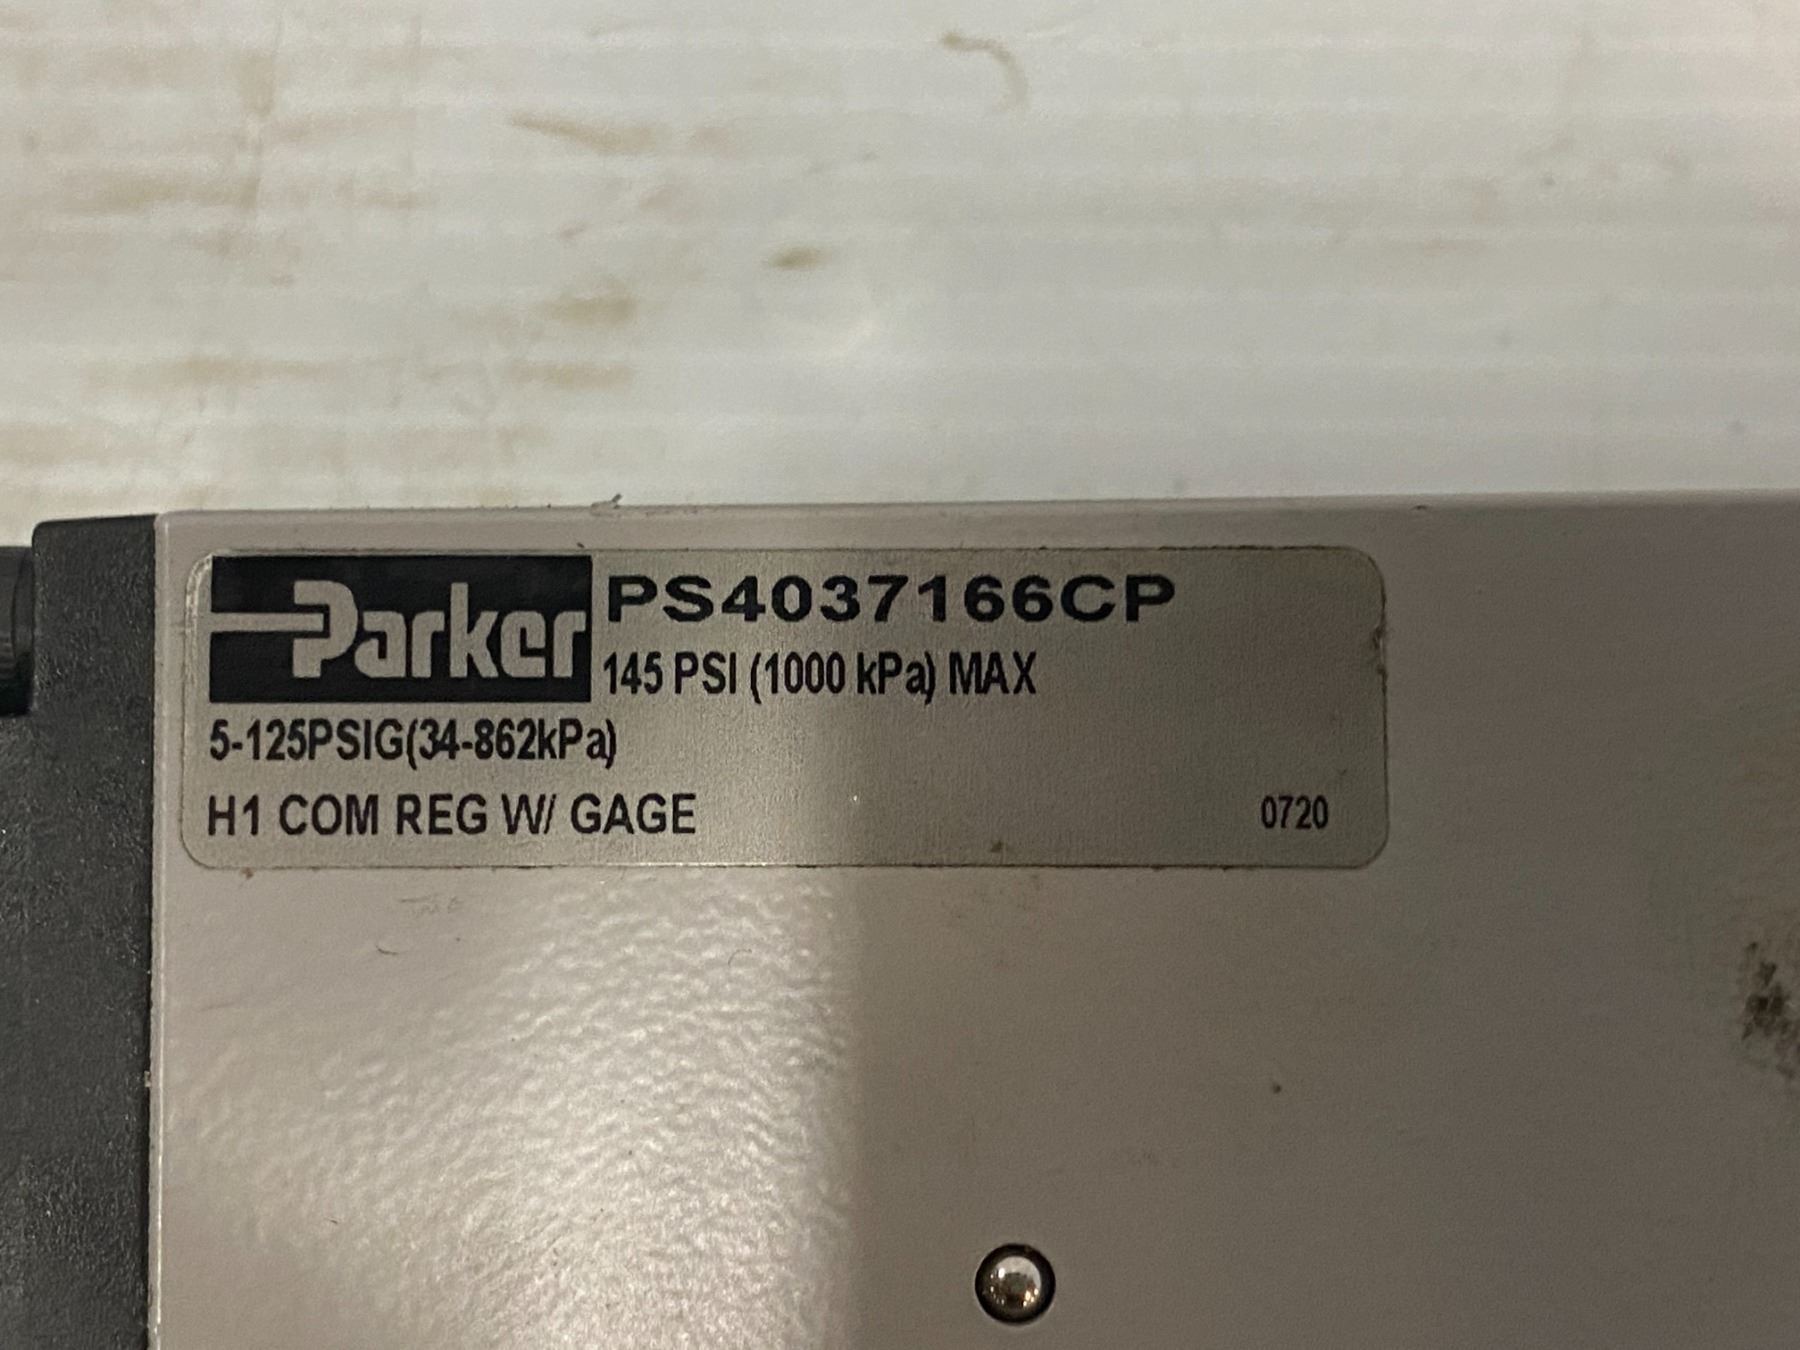 Parker PS4037166CP
145 PSI (1000 kPa) MAX
5-125PSIG(34-862kPa)
H1 COM REG W/ GAGE 0720